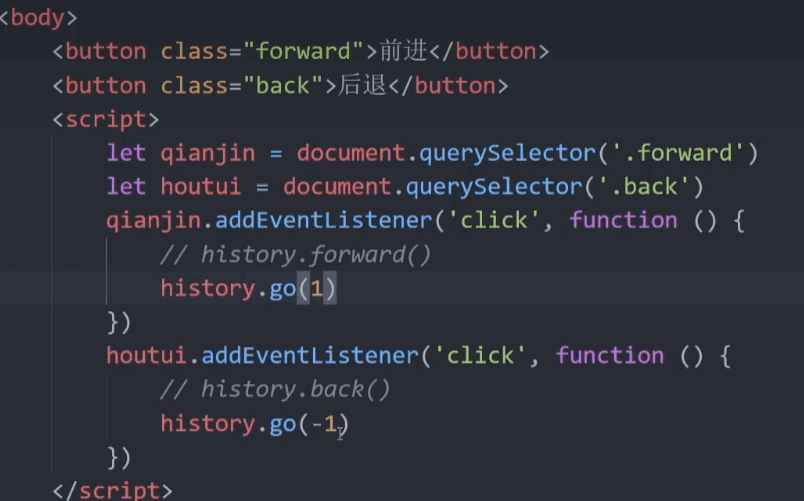 <body>
    <button class="forward">前进</button>
    <button class="back">后退</button>
    <script>
        let qianjin = document.querySelector('.forward')
        let houtui = document.querySelector('.back')
        qianjin.addEventListener('click', function () {
            // history.forward()
            history.go(1)
        })
        houtui.addEventListener('click', function () {
            // history.back()
            history.go(-1)
        })
    </script>